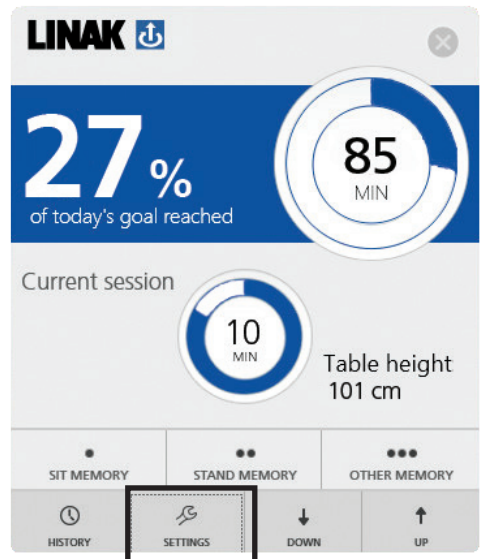 LINAK
27%
of today's goal reached
85
MIN
Current session
10
MIN
Table height
101 cm
SIT MEMORY
STAND MEMORY
OTHER MEMORY
HISTORY
SETTINGS
DOWN
UP